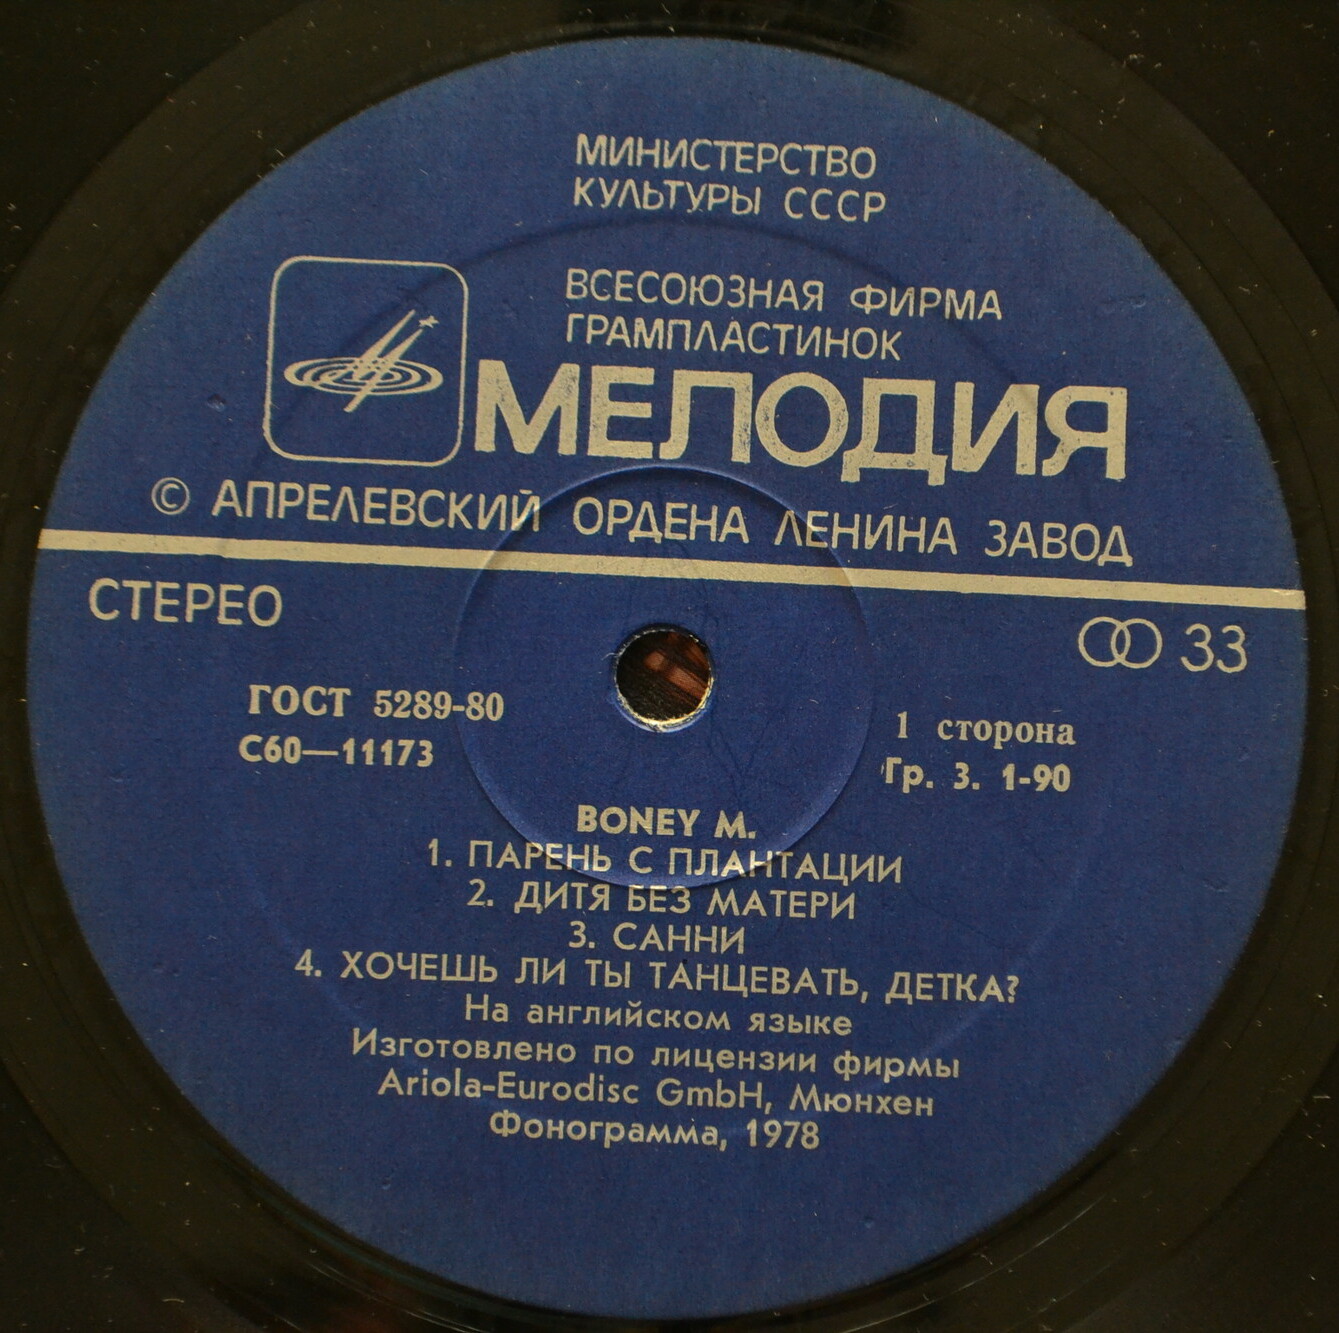 МИНИСТЕРСТВО
КУЛЬТУРЫ СССР
ВСЕСОЮЗНАЯ ФИРМА
ГРАМПЛАСТИНОК
МЕЛОДИЯ
© АПРЕЛЕВСКИЙ ОРДЕНА ЛЕНИНА ЗАВОД
СТЕРЕО
33
ГОСТ 5289-80
С60—11173
1 сторона
Гр. 3. 1-90
BONEY M.
1. ПАРЕНЬ С ПЛАНТАЦИИ
2. ДИТЯ БЕЗ МАТЕРИ
3. САННИ
4. ХОЧЕШЬ ЛИ ТЫ ТАНЦЕВАТЬ, ДЕТКА?
На английском языке
Изготовлено по лицензии фирмы
Ariola-Eurodisc GmbH, Мюнхен
Фонограмма, 1978